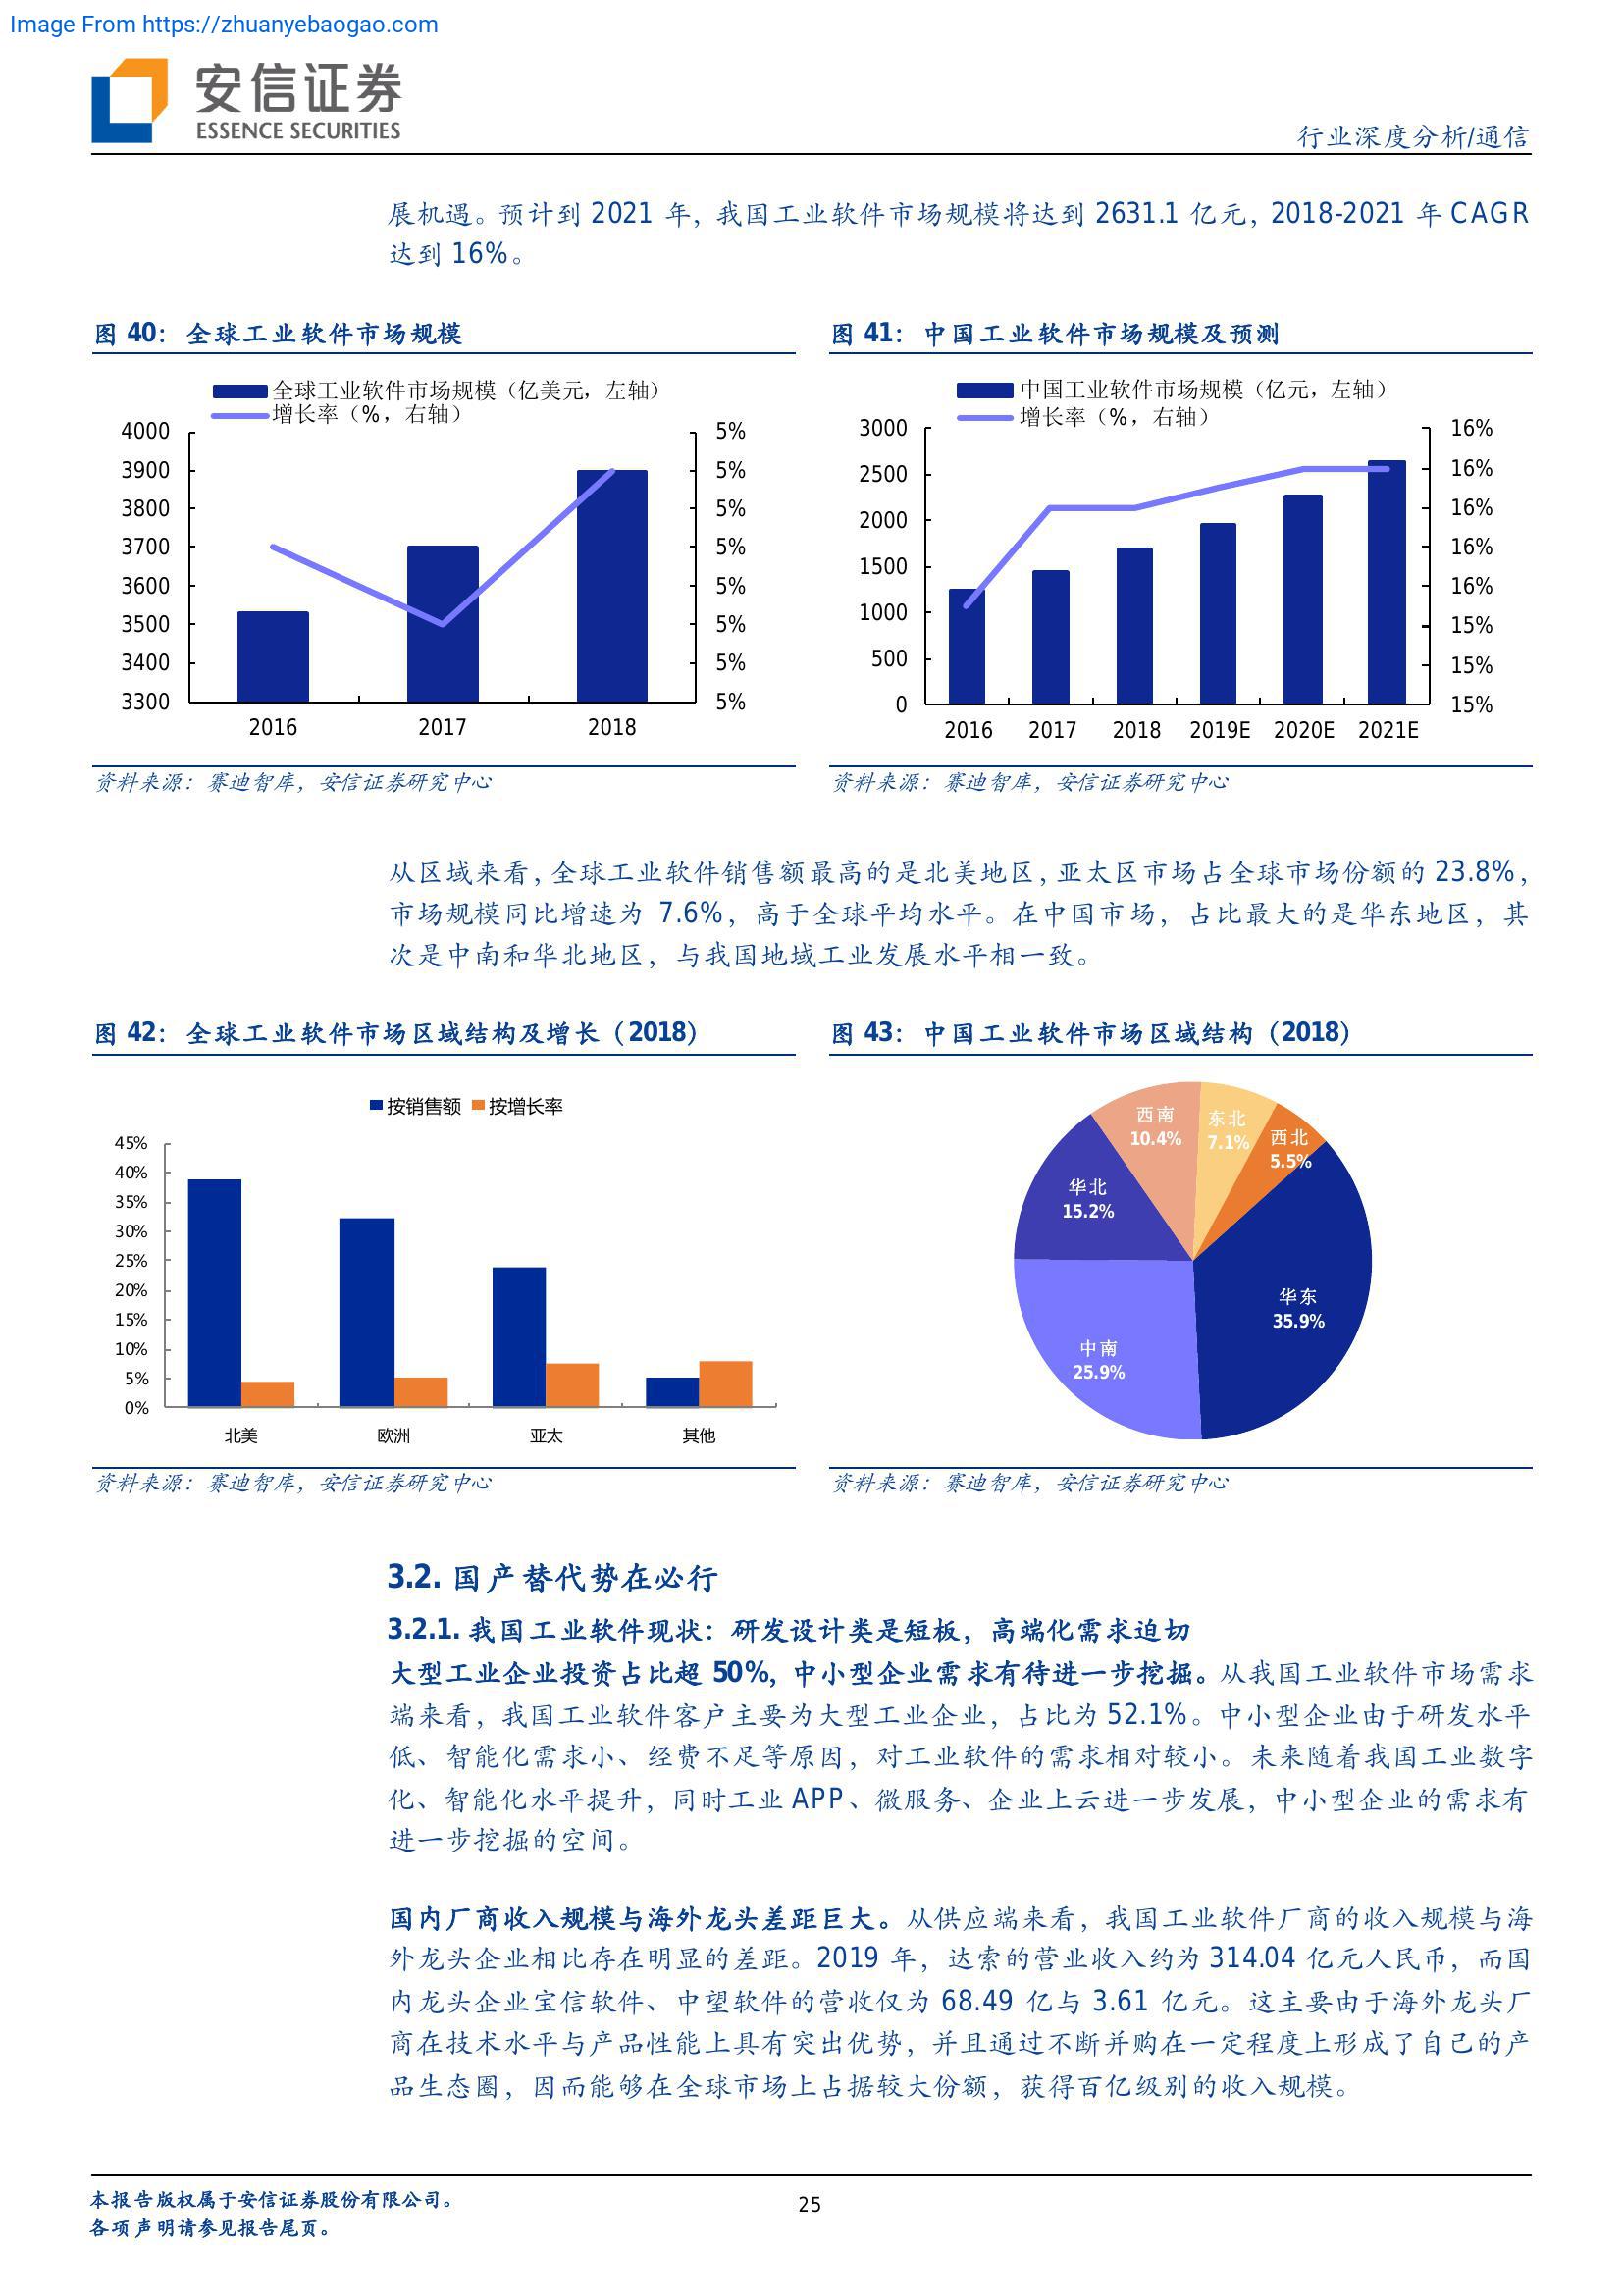 Image From https://zhuanyebaogao.com
安信证券
ESSENCE SECURITIES
行业深度分析/通信
展机遇。预计到 2021 年，我国工业软件市场规模将达到 2631.1 亿元，2018-2021 年 CAGR
达到 16%。
图 40：全球工业软件市场规模
全球工业软件市场规模（亿美元，左轴）
增长率（%，右轴）
4000 5%
3900 5%
3800 5%
3700 5%
3600 5%
3500 5%
3400 5%
3300 5%
2016 2017 2018
资料来源：赛迪智库，安信证券研究中心
图 41：中国工业软件市场规模及预测
中国工业软件市场规模（亿元，左轴）
增长率（%，右轴）
3000
2500
2000
1500
1000
500
0
16%
16%
16%
16%
16%
15%
15%
15%
2016 2017 2018 2019E 2020E 2021E
资料来源：赛迪智库，安信证券研究中心
从区域来看，全球工业软件销售额最高的是北美地区，亚太区市场占全球市场份额的 23.8%，
市场规模同比增速为 7.6%，高于全球平均水平。在中国市场，占比最大的是华东地区，其
次是中南和华北地区，与我国地域工业发展水平相一致。
图 42：全球工业软件市场区域结构及增长（2018）
按销售额 按增长率
45%
40%
35%
30%
25%
20%
15%
10%
5%
0%
北美 欧洲 亚太 其他
资料来源：赛迪智库，安信证券研究中心
图 43：中国工业软件市场区域结构（2018）
西南
10.4%
东北
7.1%
西北
5.5%
华北
15.2%
华东
35.9%
中南
25.9%
资料来源：赛迪智库，安信证券研究中心
3.2. 国产替代势在必行
3.2.1. 我国工业软件现状：研发设计类是短板，高端化需求迫切
大型工业企业投资占比超 50%，中小型企业需求有待进一步挖掘。从我国工业软件市场需求
端来看，我国工业软件客户主要为大型工业企业，占比为 52.1%。中小型企业由于研发水平
低、智能化需求小、经费不足等原因，对工业软件的需求相对较小。未来随着我国工业数字
化、智能化水平提升，同时工业 APP、微服务、企业上云进一步发展，中小型企业的需求有
进一步挖掘的空间。
国内厂商收入规模与海外龙头差距巨大。从供应端来看，我国工业软件厂商的收入规模与海
外龙头企业相比存在明显的差距。2019 年，达索的营业收入约为 314.04 亿元人民币，而国
内龙头企业宝信软件、中望软件的营收仅为 68.49 亿与 3.61 亿元。这主要由于海外龙头厂
商在技术水平与产品性能上具有突出优势，并且通过不断并购在一定程度上形成了自己的产
品生态圈，因而能够在全球市场上占据较大份额，获得百亿级别的收入规模。
本报告版权属于安信证券股份有限公司。
各项声明请参见报告尾页。
25